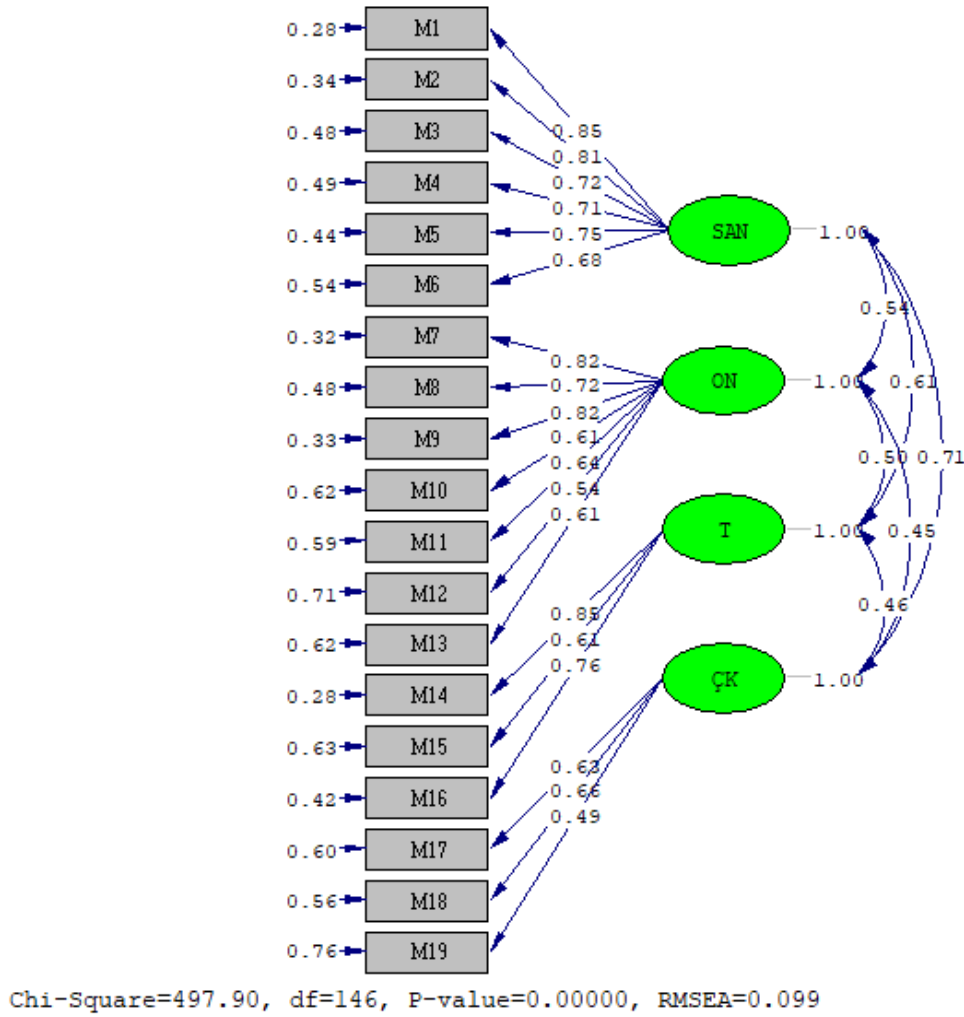 0.28 M1
0.34 M2
0.48 M3
0.49 M4
0.44 M5
0.54 M6
0.32 M7
0.48 M8
0.33 M9
0.62 M10
0.59 M11
0.71 M12
0.62 M13
0.28 M14
0.63 M15
0.42 M16
0.60 M17
0.56 M18
0.76 M19
0.85
0.81
0.72
0.71
0.75
0.68
0.82
0.72
0.82
0.61
0.64
0.54
0.61
0.85
0.61
0.76
0.63
0.66
0.49
SAN 1.00
ON 1.00
T 1.00
ÇK 1.00
0.54
0.61
0.50 0.71
0.45
0.46
Chi-Square=497.90, df=146, P-value=0.00000, RMSEA=0.099